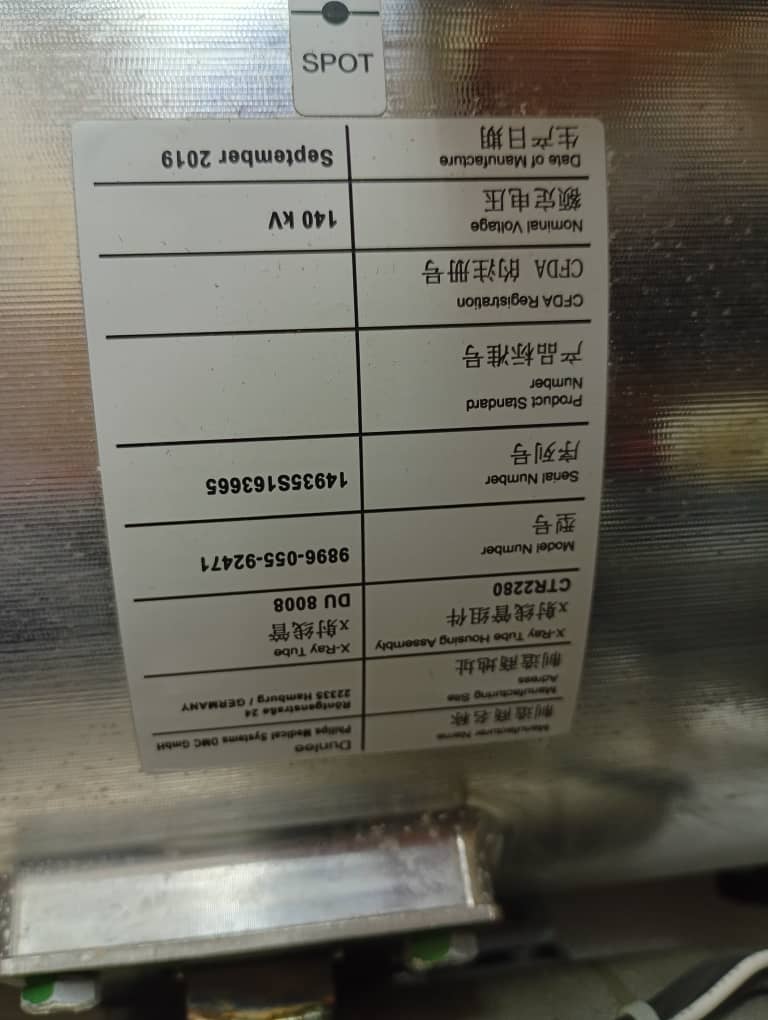 Manufacturer Name
制造商名称
Dunlee
Philips Medical Systems DMC GmbH
Manufacturing Site
Adress
制造商地址
Röntgenstraße 24
22335 Hamburg / GERMANY
X-Ray Tube Housing Assembly
X射线管组件
CTR2280
X-Ray Tube
X射线管
DU 8008
Model Number
型号
9896-055-92471
Serial Number
序列号
14935S163665
Product Standard
Number
产品标准号
CFDA Registration
CFDA 的注册号
Nominal Voltage
额定电压
140 kV
Date of Manufacture
生产日期
September 2019
SPOT